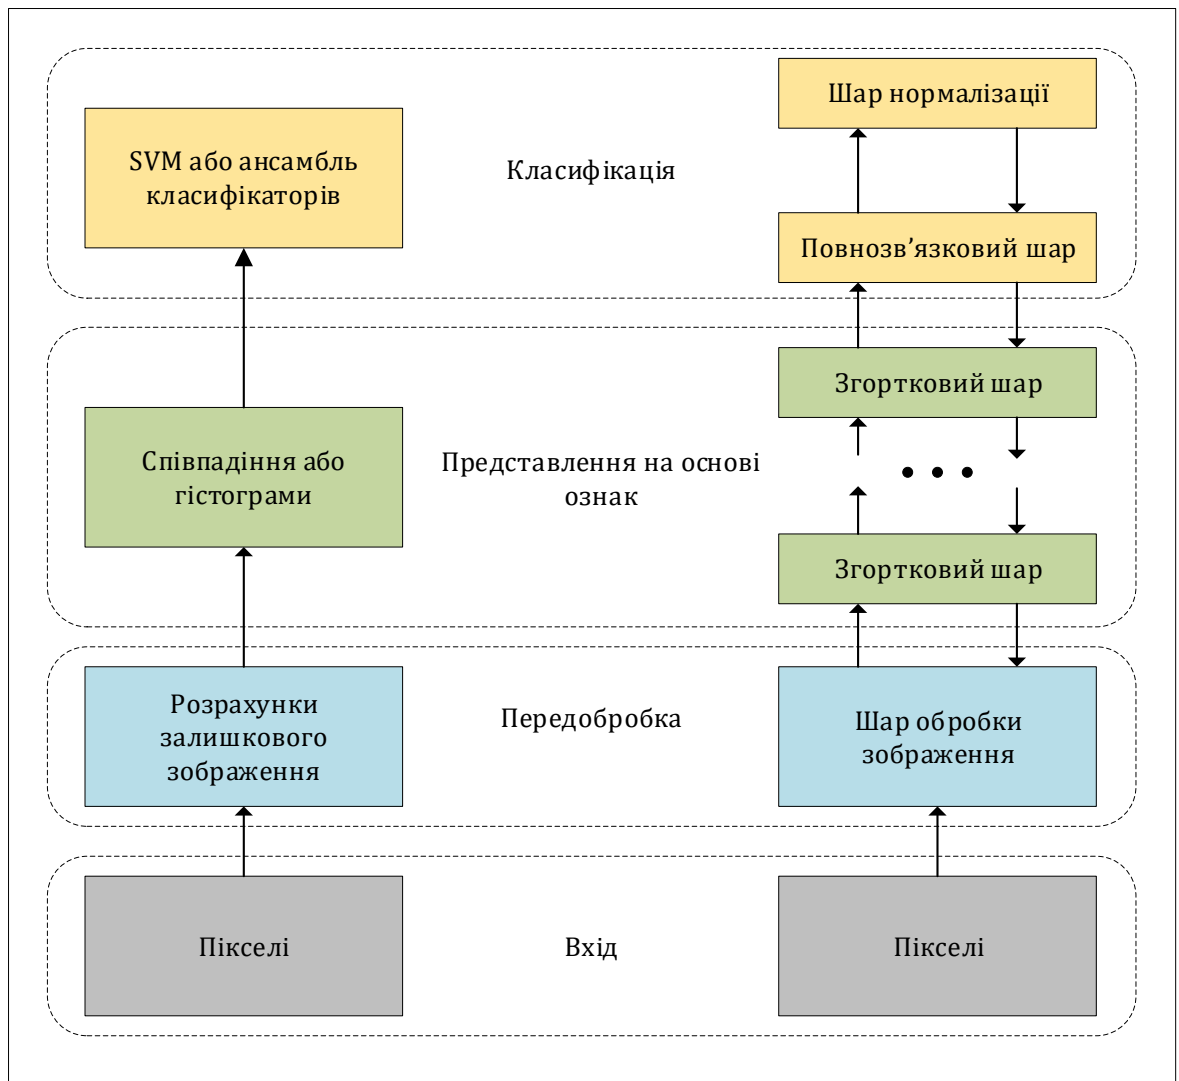 Шар нормалізації
SVM або ансамбль
класифікаторів
Класифікація
Повнозв’язковий шар
Згортковий шар
Співпадіння або
гістограми
Представлення на основі
ознак
Згортковий шар
Розрахунки
залишкового
зображення
Передобробка
Шар обробки
зображення
Пікселі
Вхід
Пікселі